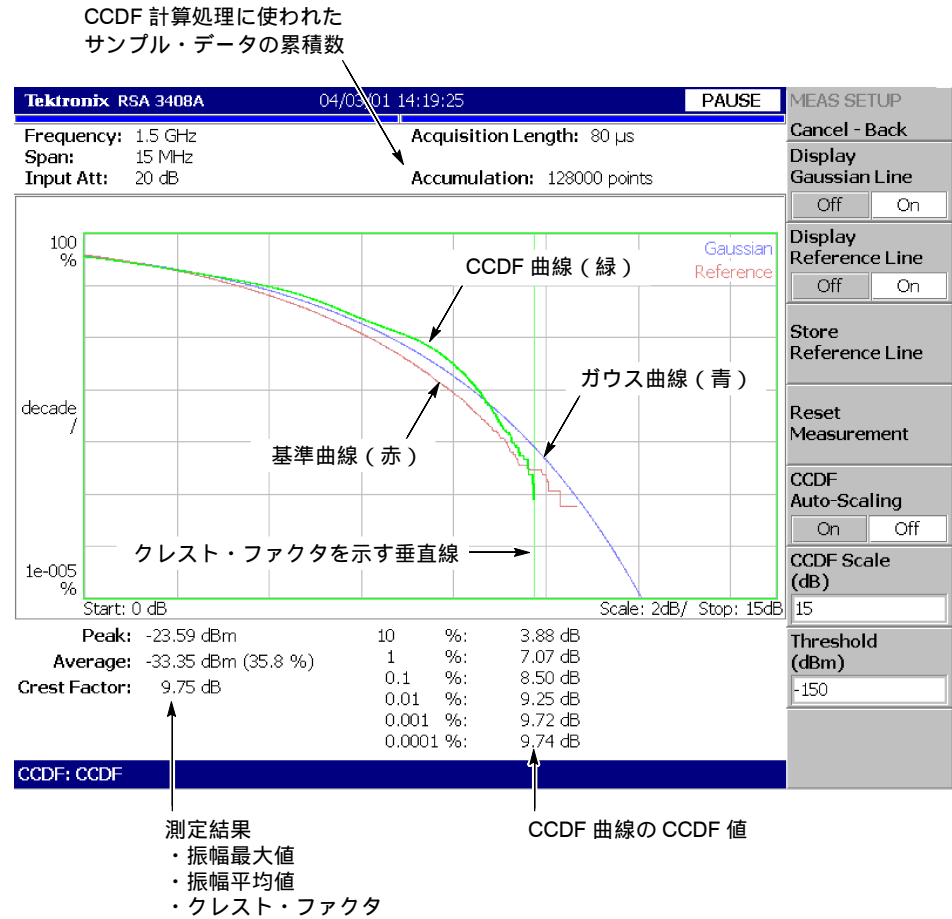 CCDF 計算処理に使われた
サンプル・データの累積数
Tektronix RSA 3408A 04/03/01 14:19:25 PAUSE
Frequency: 1.5 GHz Acquisition Length: 80 µs
Span: 15 MHz
Input Att: 20 dB Accumulation: 128000 points
100
%
Gaussian
Reference
CCDF 曲線（緑）
ガウス曲線（青）
decade
/
基準曲線（赤）
クレスト・ファクタを示す垂直線
1e-005
%
Start: 0 dB Scale: 2dB/ Stop: 15dB
Peak: -23.59 dBm
Average: -33.35 dBm (35.8 %)
Crest Factor: 9.75 dB
10 %: 3.88 dB
1 %: 7.07 dB
0.1 %: 8.50 dB
0.01 %: 9.25 dB
0.001 %: 9.72 dB
0.0001 %: 9.74 dB
CCDF: CCDF
MEAS SETUP
Cancel - Back
Display
Gaussian Line
Off On
Display
Reference Line
Off On
Store
Reference Line
Reset
Measurement
CCDF
Auto-Scaling
On Off
CCDF Scale
(dB)
15
Threshold
(dBm)
-150
測定結果
・振幅最大値
・振幅平均値
・クレスト・ファクタ
CCDF 曲線の CCDF 値